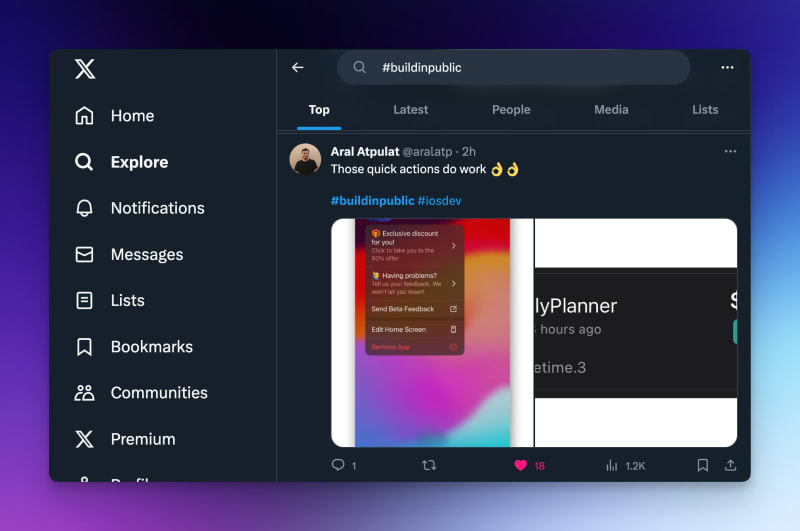 #buildinpublic
Home
Explore
Notifications
Messages
Lists
Bookmarks
Communities
Premium
Top
Latest
People
Media
Lists
Aral Atpulat @aralatp · 2h
Those quick actions do work 👌👌
#buildinpublic #iosdev
Exclusive discount
for you!
Click to take you to the
50% offer
Having problems?
Tell us your feedback. We
won't let you down!
Send Beta Feedback
Edit Home Screen
Remove App
lyPlanner
hours ago
etime.3
$
1
18
1.2K